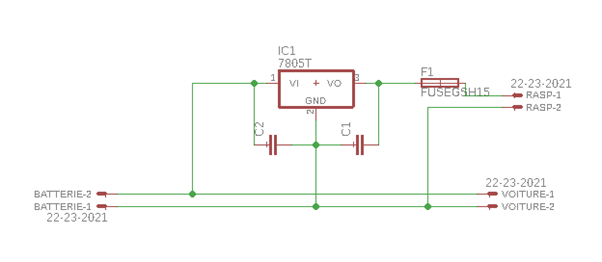 IC1
7805T
1
VI
+
VO
3
GND
2
F1
FUSEGSH15
22-23-2021
RASP-1
RASP-2
C2
+
C1
+
BATTERIE-2
BATTERIE-1
22-23-2021
22-23-2021
VOITURE-1
VOITURE-2